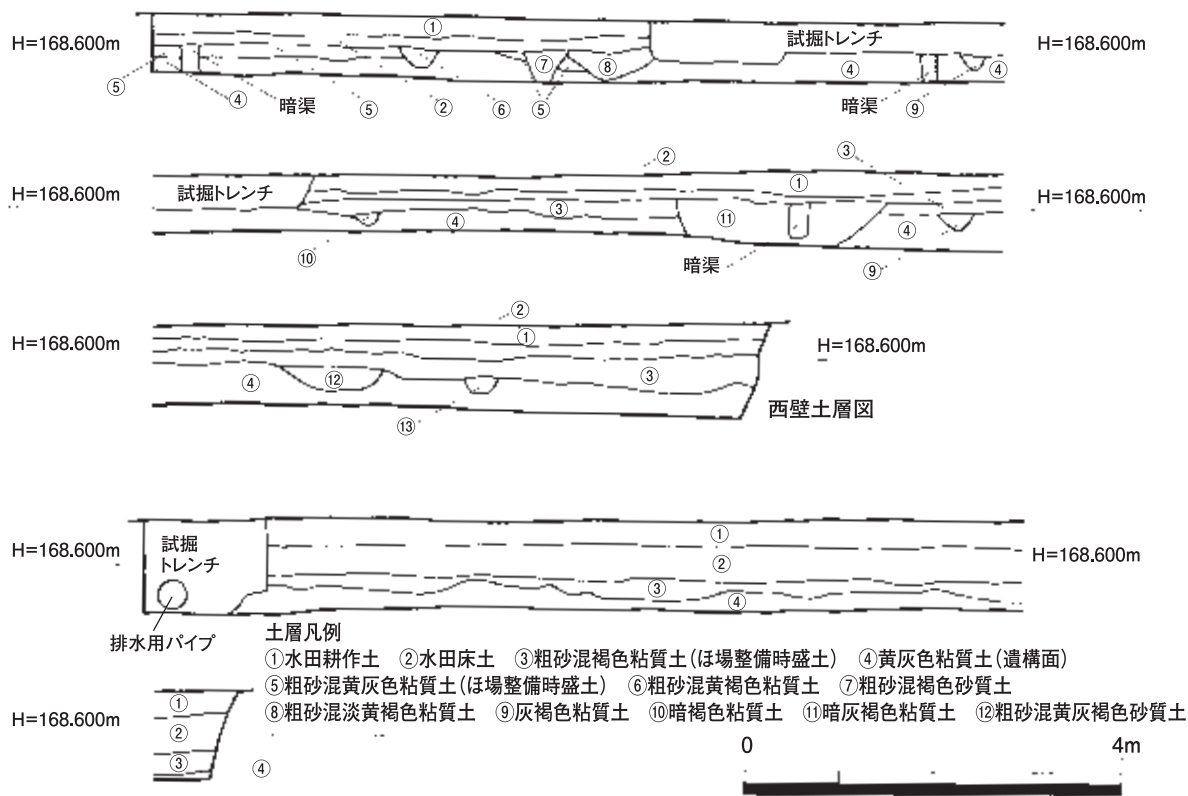 ①
H=168.600m 試掘トレンチ H=168.600m
⑦ ⑧ ④ ④
⑤ ④ 暗渠 ⑤ ② ⑥ ⑤ 暗渠 ⑨
② ③
H=168.600m 試掘トレンチ ① H=168.600m
③ ⑪
④ ④
⑩ 暗渠 ⑨
②
H=168.600m ① H=168.600m
④ ⑫ ③
⑬ 西壁土層図
①
H=168.600m 試掘 H=168.600m
トレンチ ②
③ ④
排水用パイプ
土層凡例
①水田耕作土 ②水田床土 ③粗砂混褐色粘質土(ほ場整備時盛土) ④黄灰色粘質土(遺構面)
⑤粗砂混黄灰色粘質土(ほ場整備時盛土) ⑥粗砂混黄褐色粘質土 ⑦粗砂混褐色砂質土
⑧粗砂混淡黄褐色粘質土 ⑨灰褐色粘質土 ⑩暗褐色粘質土 ⑪暗灰褐色粘質土 ⑫粗砂混黄灰褐色砂質土
①
②
③ ④
0 4m